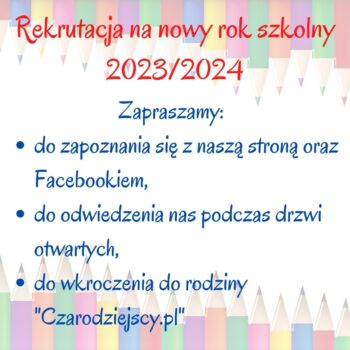 Rekrutacja na nowy rok szkolny
2023/2024
Zapraszamy:
• do zapoznania się z naszą stroną oraz
Facebookiem,
• do odwiedzenia nas podczas drzwi
otwartych,
• do wkroczenia do rodziny
"Czarodziejscy.pl"